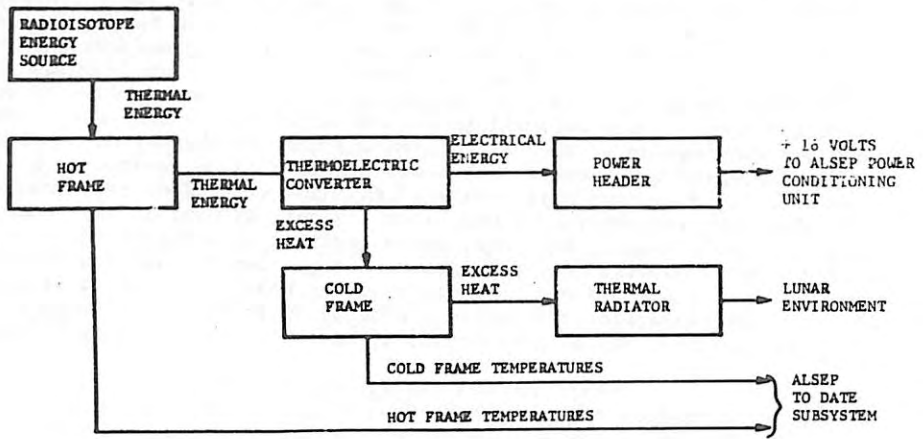 RADIOISOTOPE
ENERGY
SOURCE
THERMAL
ENERGY
HOT
FRAME
THERMAL
ENERGY
THERMOELECTRIC
CONVERTER
ELECTRICAL
ENERGY
POWER
HEADER
+ 16 VOLTS
TO ALSEP POWER
CONDITIONING
UNIT
EXCESS
HEAT
COLD
FRAME
EXCESS
HEAT
THERMAL
RADIATOR
LUNAR
ENVIRONMENT
COLD FRAME TEMPERATURES
HOT FRAME TEMPERATURES
ALSEP
TO DATE
SUBSYSTEM